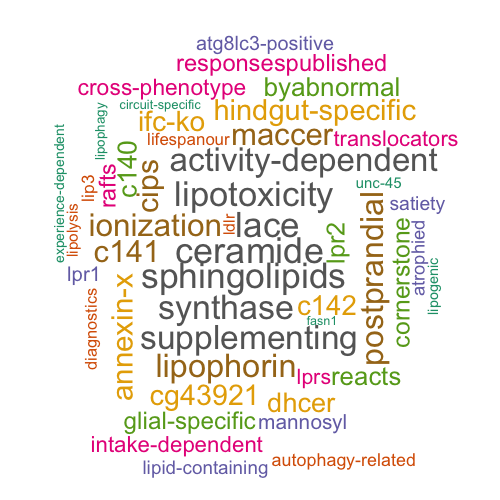 atg8lc3-positive
responsespublished
cross-phenotype
byabnormal
circuit-specific
hindgut-specific
ifc-ko
lifespanour
maccer
translocators
experience-dependent
lipophagy
lip3
rafts
c140
cips
activity-dependent
unc-45
lipotoxicity
satiety
lipolysis
ionization
ldlr
lace
lpr2
postprandial
cornerstone
atrophied
lipogenic
c141
ceramide
lpr1
sphingolipids
diagnostics
annexin-x
synthase
c142
fasn1
supplementing
lipophorin
lprs
reacts
cg43921
dhcer
glial-specific
mannosyl
intake-dependent
lipid-containing
autophagy-related